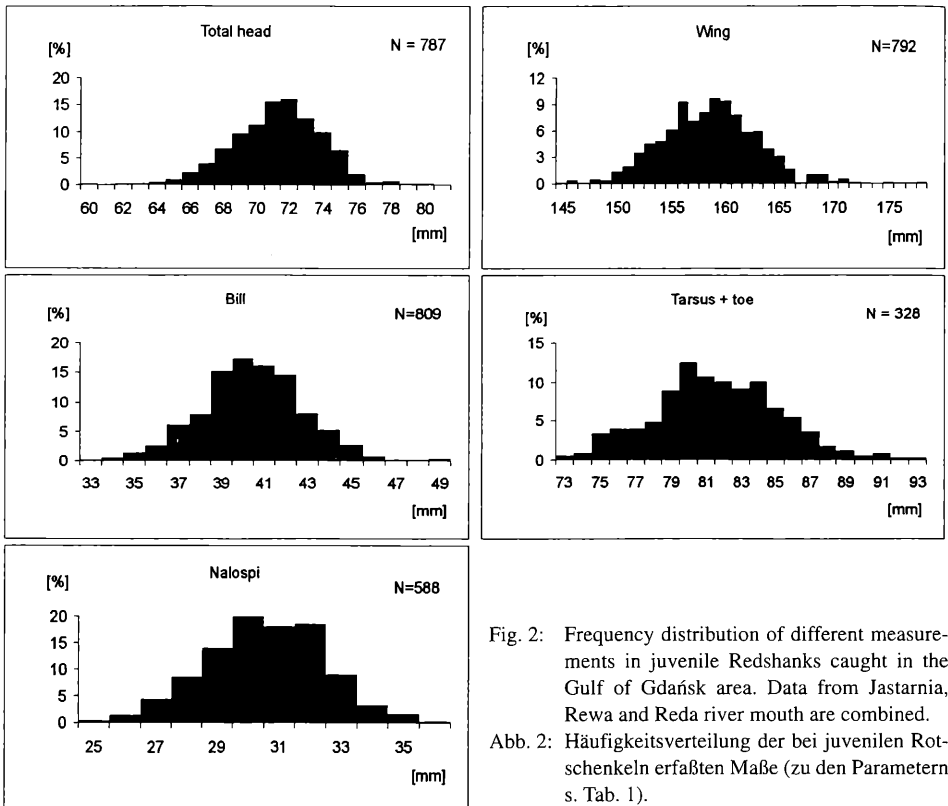 Total head
[%]
N = 787
20
15
10
5
0
60 62 64 66 68 70 72 74 76 78 80
[mm]
Wing
[%]
N=792
12
9
6
3
0
145 150 155 160 165 170 175
[mm]
Bill
[%]
N=809
20
15
10
5
0
33 35 37 39 41 43 45 47 49
[mm]
Tarsus + toe
[%]
N = 328
15
10
5
0
73 75 77 79 81 83 85 87 89 91 93
[mm]
Nalospi
[%]
N=588
20
15
10
5
0
25 27 29 31 33 35
[mm]
Fig. 2: Frequency distribution of different measure-
ments in juvenile Redshanks caught in the
Gulf of Gdańsk area. Data from Jastarnia,
Rewa and Reda river mouth are combined.
Abb. 2: Häufigkeitsverteilung der bei juvenilen Rot-
schenkeln erfaßten Maße (zu den Parametern
s. Tab. 1).